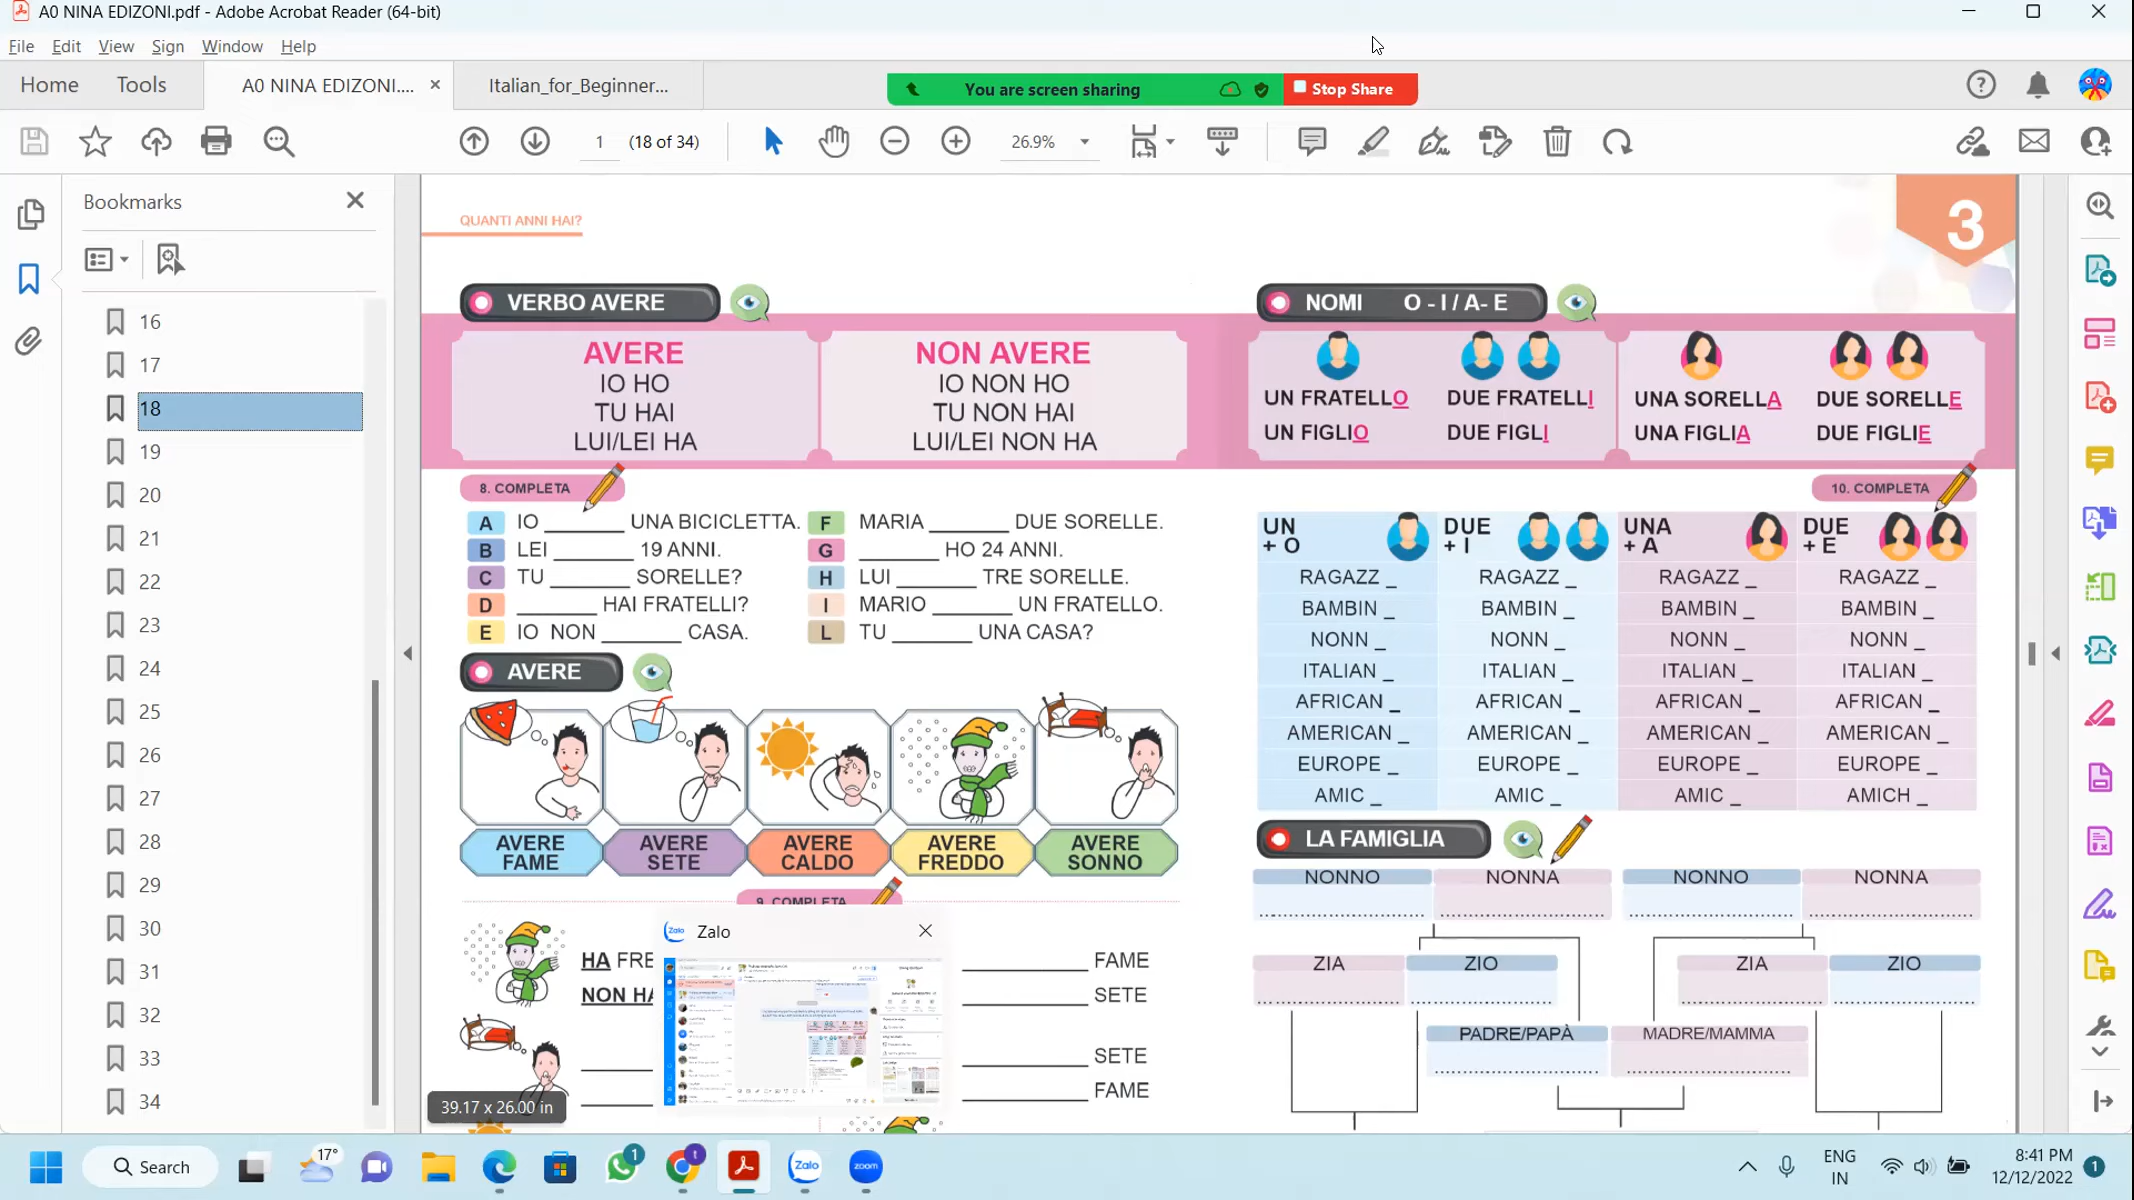 A0 NINA EDIZONI.pdf - Adobe Acrobat Reader (64-bit)
File Edit View Sign Window Help
Home Tools A0 NINA EDIZONI.... Italian_for_Beginner...
You are screen sharing Stop Share
1 (18 of 34) 26.9%
Bookmarks
16
17
18
19
20
21
22
23
24
25
26
27
28
29
30
31
32
33
34
QUANTI ANNI HAI?
3
VERBO AVERE
AVERE
IO HO
TU HAI
LUI/LEI HA
NON AVERE
IO NON HO
TU NON HAI
LUI/LEI NON HA
8. COMPLETA
A IO _______ UNA BICICLETTA.
B LEI _______ 19 ANNI.
C TU _______ SORELLE?
D _______ HAI FRATELLI?
E IO NON _______ CASA.
F MARIA _______ DUE SORELLE.
G _______ HO 24 ANNI.
H LUI _______ TRE SORELLE.
I MARIO _______ UN FRATELLO.
L TU _______ UNA CASA?
AVERE
AVERE FAME
AVERE SETE
AVERE CALDO
AVERE FREDDO
AVERE SONNO
9. COMPLETA
HA FRE
NON HA
___________ FAME
___________ SETE
___________ SETE
___________ FAME
NOMI O - I / A- E
UN FRATELLO DUE FRATELLI UNA SORELLA DUE SORELLE
UN FIGLIO DUE FIGLI UNA FIGLIA DUE FIGLIE
10. COMPLETA
UN + O DUE + I UNA + A DUE + E
RAGAZZ _ RAGAZZ _ RAGAZZ _ RAGAZZ _
BAMBIN _ BAMBIN _ BAMBIN _ BAMBIN _
NONN _ NONN _ NONN _ NONN _
ITALIAN _ ITALIAN _ ITALIAN _ ITALIAN _
AFRICAN _ AFRICAN _ AFRICAN _ AFRICAN _
AMERICAN _ AMERICAN _ AMERICAN _ AMERICAN _
EUROPE _ EUROPE _ EUROPE _ EUROPE _
AMIC _ AMIC _ AMIC _ AMICH _
LA FAMIGLIA
NONNO NONNA NONNO NONNA
ZIA ZIO ZIA ZIO
PADRE/PAPÀ MADRE/MAMMA
Zalo
39.17 x 26.00 in
Search
17°
1
Zalo
zoom
ENG
IN
8:41 PM
12/12/2022
1